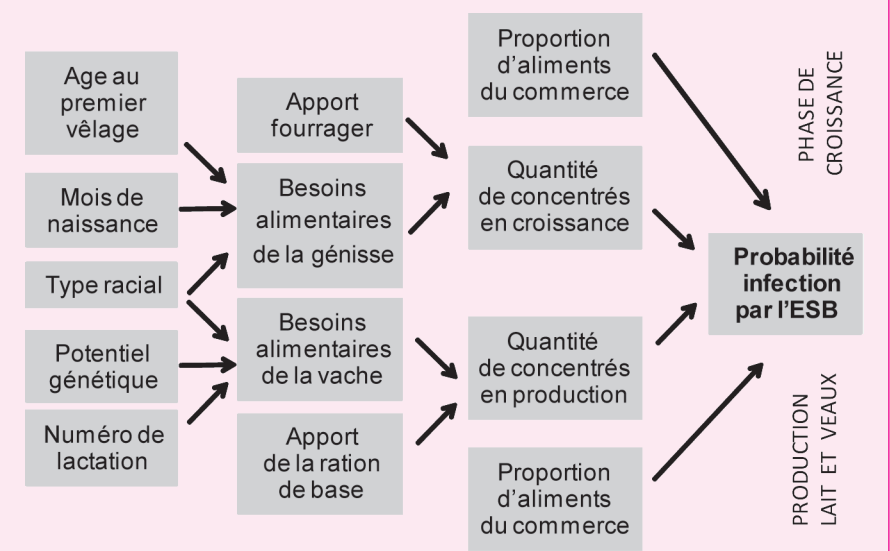 Age au
premier
vêlage
Mois de
naissance
Type racial
Potentiel
génétique
Numéro de
lactation
Apport
fourrager
Besoins
alimentaires
de la génisse
Besoins
alimentaires
de la vache
Apport
de la ration
de base
Proportion
d'aliments
du commerce
Quantité
de concentrés
en croissance
Quantité
de concentrés
en production
Proportion
d'aliments
du commerce
Probabilité
infection
par l'ESB
PHASE DE
CROISSANCE
PRODUCTION
LAIT ET VEAUX